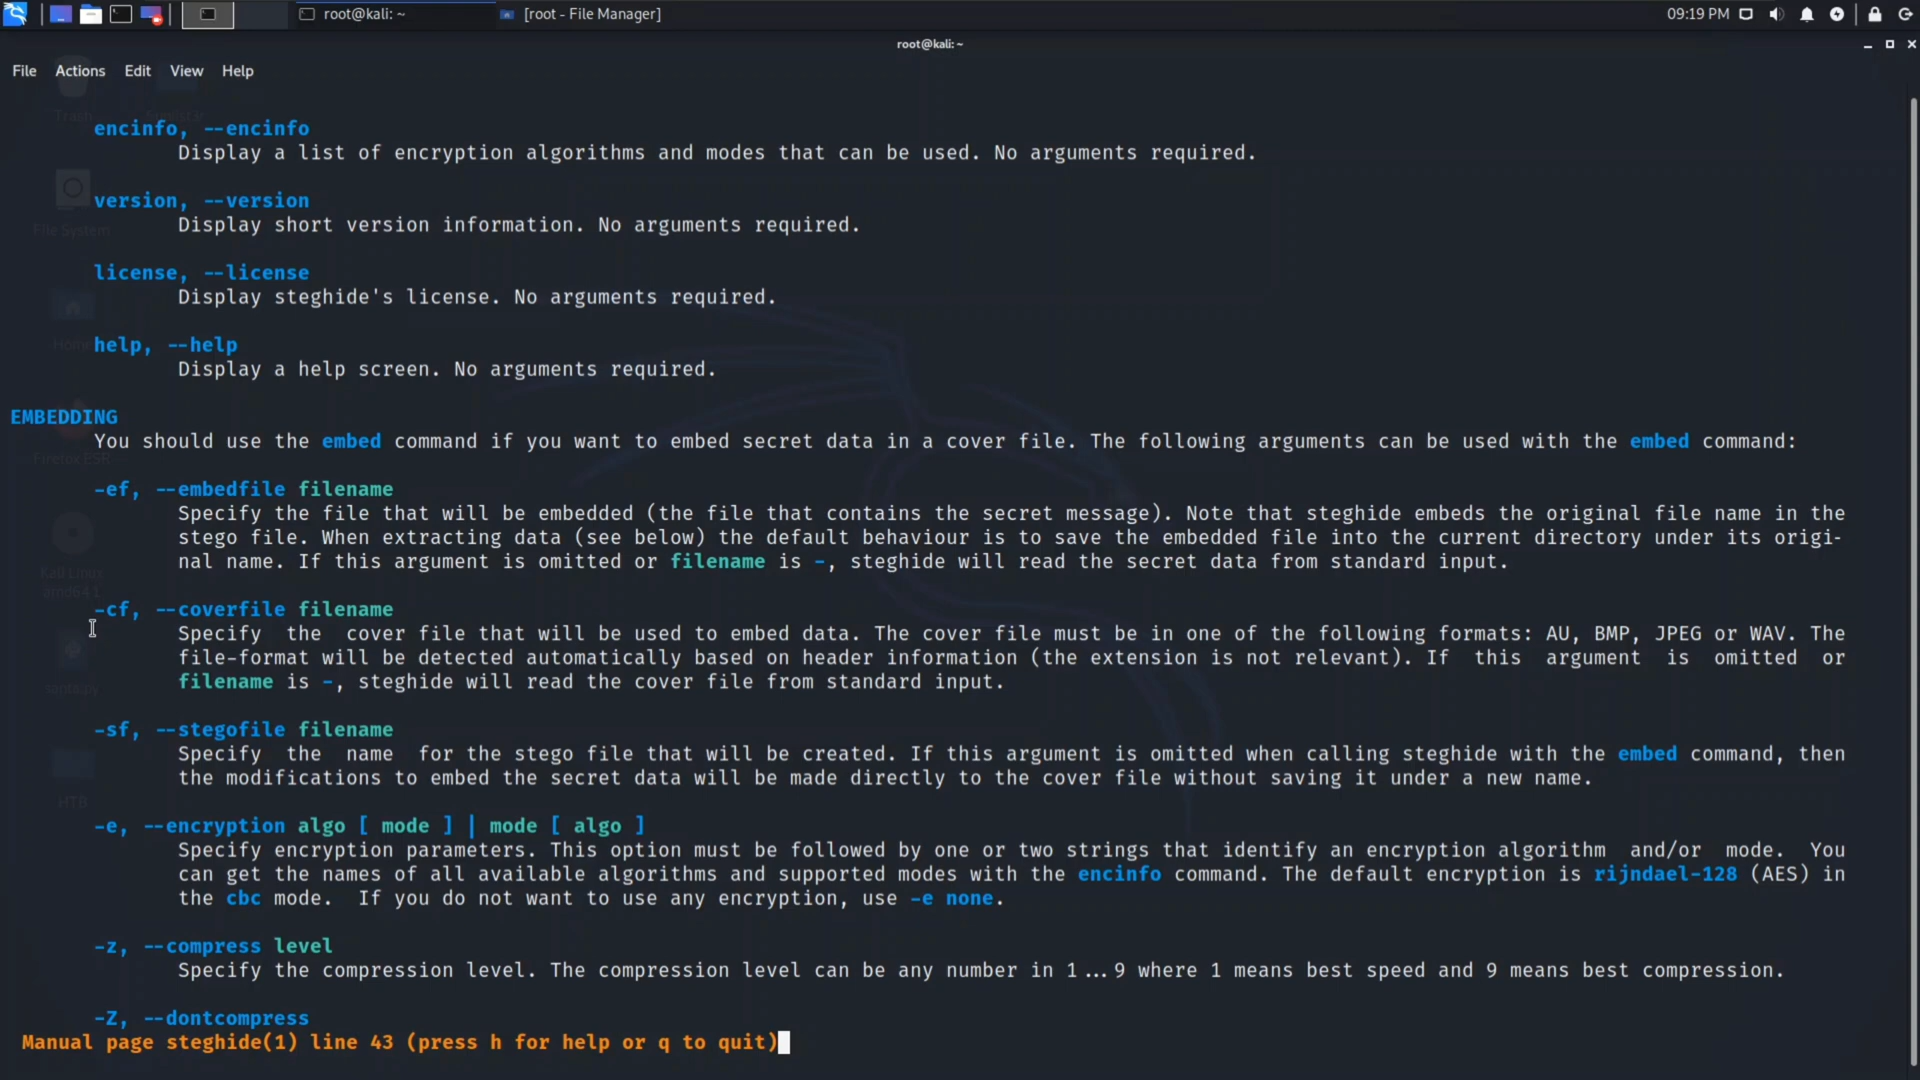 root@kali: ~
[root - File Manager]
09:19 PM
root@kali: ~
File Actions Edit View Help
Trash
encinfo, --encinfo
Display a list of encryption algorithms and modes that can be used. No arguments required.
version, --version
Display short version information. No arguments required.
File System
license, --license
Display steghide's license. No arguments required.
Home
help, --help
Display a help screen. No arguments required.
EMBEDDING
You should use the embed command if you want to embed secret data in a cover file. The following arguments can be used with the embed command:
Firefox ESR
-ef, --embedfile filename
Specify the file that will be embedded (the file that contains the secret message). Note that steghide embeds the original file name in the
stego file. When extracting data (see below) the default behaviour is to save the embedded file into the current directory under its origi-
nal name. If this argument is omitted or filename is -, steghide will read the secret data from standard input.
Kali Linux
amd64 1
-cf, --coverfile filename
Specify the cover file that will be used to embed data. The cover file must be in one of the following formats: AU, BMP, JPEG or WAV. The
file-format will be detected automatically based on header information (the extension is not relevant). If this argument is omitted or
filename is -, steghide will read the cover file from standard input.
-sf, --stegofile filename
Specify the name for the stego file that will be created. If this argument is omitted when calling steghide with the embed command, then
the modifications to embed the secret data will be made directly to the cover file without saving it under a new name.
HTB
-e, --encryption algo [ mode ] | mode [ algo ]
Specify encryption parameters. This option must be followed by one or two strings that identify an encryption algorithm and/or mode. You
can get the names of all available algorithms and supported modes with the encinfo command. The default encryption is rijndael-128 (AES) in
the cbc mode. If you do not want to use any encryption, use -e none.
-z, --compress level
Specify the compression level. The compression level can be any number in 1...9 where 1 means best speed and 9 means best compression.
-Z, --dontcompress
Manual page steghide(1) line 43 (press h for help or q to quit)